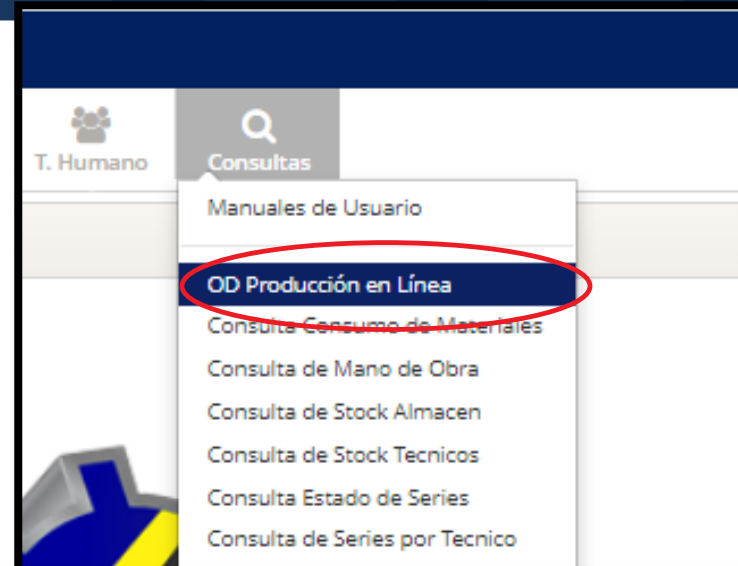 T. Humano
Consultas
Manuales de Usuario
OD Producción en Línea
Consulta Consumo de Materiales
Consulta de Mano de Obra
Consulta de Stock Almacen
Consulta de Stock Tecnicos
Consulta Estado de Series
Consulta de Series por Tecnico